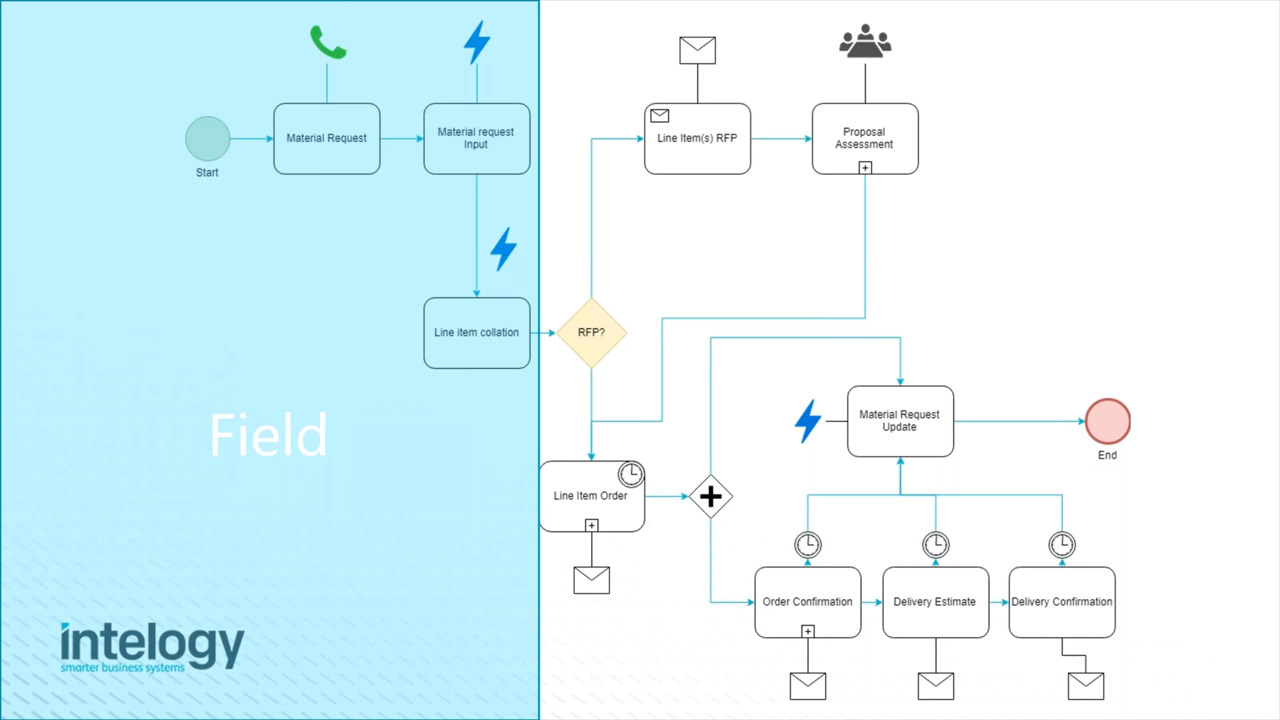 Start
Material Request
Material request
Input
Line Item(s) RFP
Proposal
Assessment
Line item collation
RFP?
Field
Line Item Order
Material Request
Update
End
Order Confirmation
Delivery Estimate
Delivery Confirmation
intelogy
smarter business systems